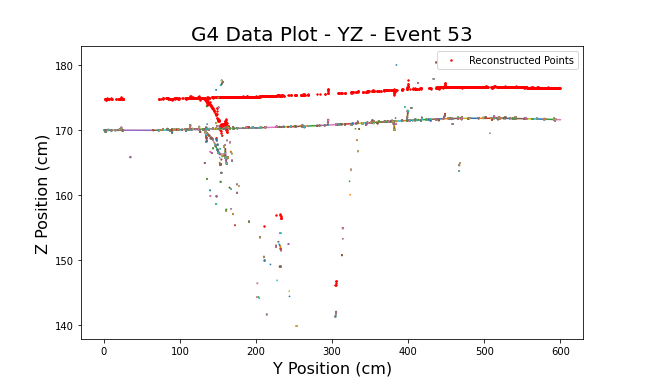 G4 Data Plot - YZ - Event 53
Reconstructed Points
180
170
160
150
140
Z Position (cm)
0 100 200 300 400 500 600
Y Position (cm)